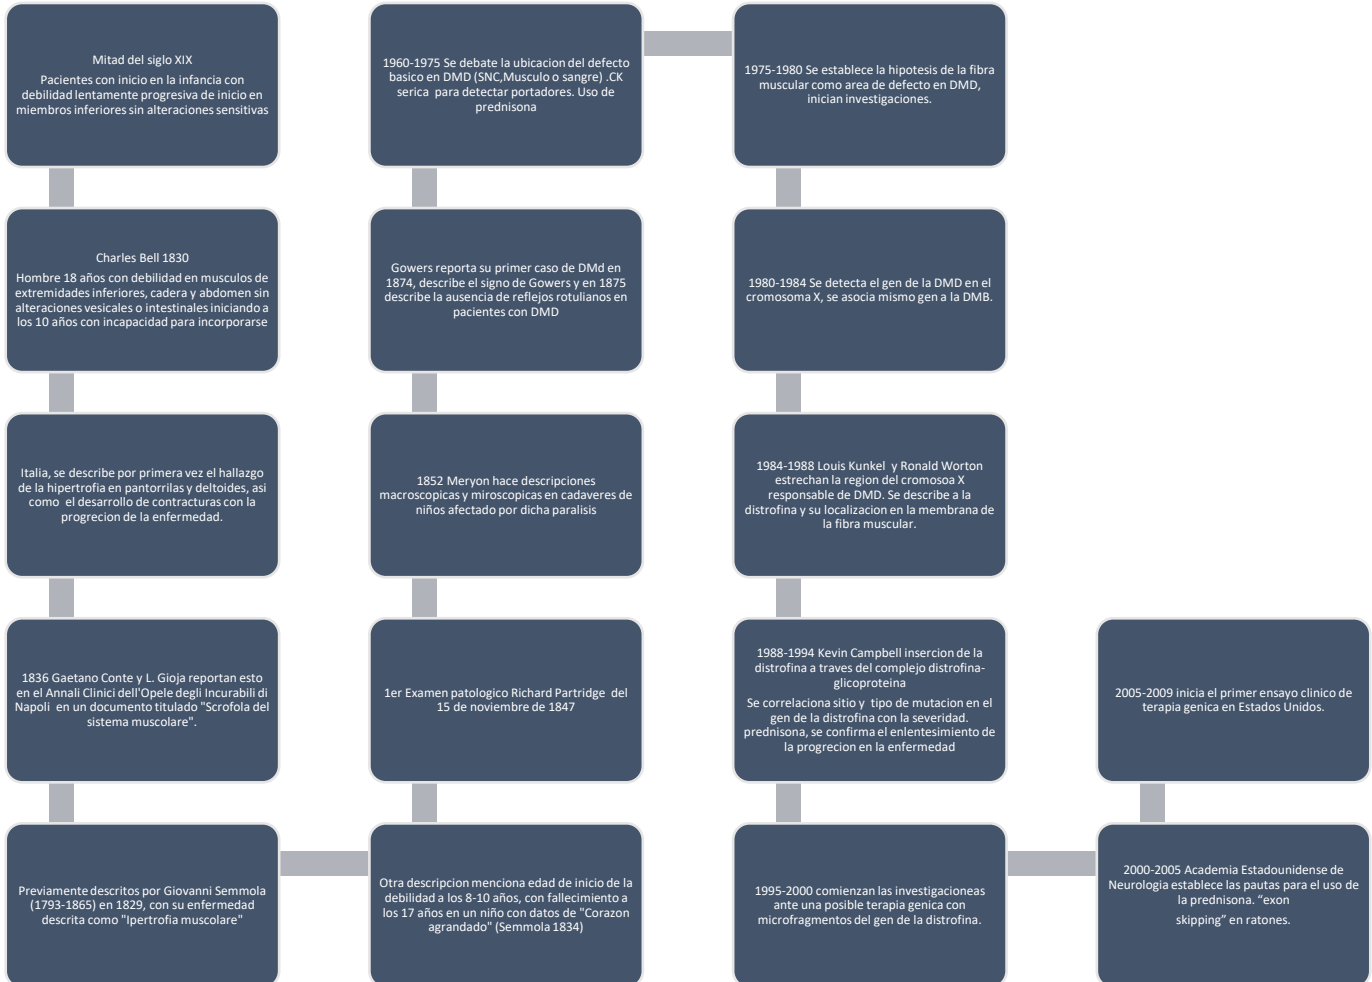 Mitad del siglo XIX
Pacientes con inicio en la infancia con
debilidad lentamente progresiva de inicio en
miembros inferiores sin alteraciones sensitivas
Charles Bell 1830
Hombre 18 años con debilidad en musculos de
extremidades inferiores, cadera y abdomen sin
alteraciones vesicales o intestinales iniciando a
los 10 años con incapacidad para incorporarse
Italia, se describe por primera vez el hallazgo
de la hipertrofia en pantorrilas y deltoides, asi
como el desarrollo de contracturas con la
progrecion de la enfermedad.
1836 Gaetano Conte y L. Gioja reportan esto
en el Annali Clinici dell'Opele degli Incurabili di
Napoli en un documento titulado "Scrofola del
sistema muscolare".
Previamente descritos por Giovanni Semmola
(1793-1865) en 1829, con su enfermedad
descrita como "Ipertrofia muscolare"
Otra descripcion menciona edad de inicio de la
debilidad a los 8-10 años, con fallecimiento a
los 17 años en un niño con datos de "Corazon
agrandado" (Semmola 1834)
1er Examen patologico Richard Partridge del
15 de noviembre de 1847
1852 Meryon hace descripciones
macroscopicas y miroscopicas en cadaveres de
niños afectado por dicha paralisis
Gowers reporta su primer caso de DMd en
1874, describe el signo de Gowers y en 1875
describe la ausencia de reflejos rotulianos en
pacientes con DMD
1960-1975 Se debate la ubicacion del defecto
basico en DMD (SNC,Musculo o sangre) .CK
serica para detectar portadores. Uso de
prednisona
1975-1980 Se establece la hipotesis de la fibra
muscular como area de defecto en DMD,
inician investigaciones.
1980-1984 Se detecta el gen de la DMD en el
cromosoma X, se asocia mismo gen a la DMB.
1984-1988 Louis Kunkel y Ronald Worton
estrechan la region del cromosoa X
responsable de DMD. Se describe a la
distrofina y su localizacion en la membrana de
la fibra muscular.
1988-1994 Kevin Campbell insercion de la
distrofina a traves del complejo distrofina-
glicoproteina
Se correlaciona sitio y tipo de mutacion en el
gen de la distrofina con la severidad.
prednisona, se confirma el enlentesimiento de
la progrecion en la enfermedad
1995-2000 comienzan las investigacioneas
ante una posible terapia genica con
microfragmentos del gen de la distrofina.
2000-2005 Academia Estadounidense de
Neurologia establece las pautas para el uso de
la prednisona. “exon
skipping” en ratones.
2005-2009 inicia el primer ensayo clinico de
terapia genica en Estados Unidos.